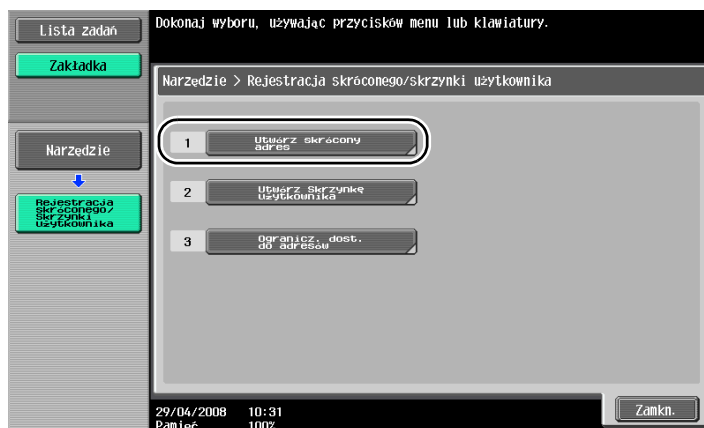 Lista zadań
Dokonaj wyboru, używając przycisków menu lub klawiatury.
Zakładka
Narzędzie > Rejestracja skróconego/skrzynki użytkownika
1 Utwórz skrócony
adres
Narzędzie
2 Utwórz Skrzynkę
użytkownika
Rejestracja
skróconego/
Skrzynki
użytkownika
3 Ogranicz. dost.
do adresów
Zamkn.
29/04/2008 10:31
Pamięć 100%